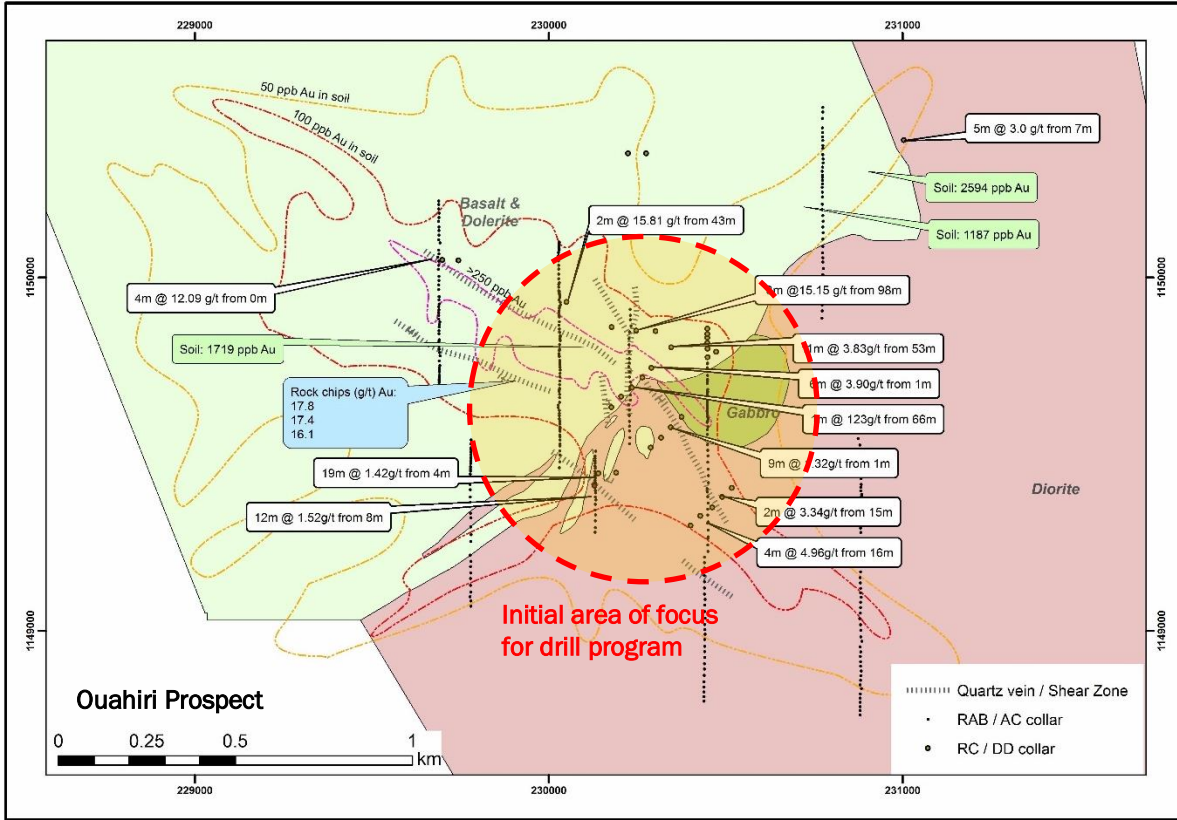 229000
230000
231000
50 ppb Au in soil
100 ppb Au in soil
5m @ 3.0 g/t from 7m
Soil: 2594 ppb Au
Basalt &
Dolerite
2m @ 15.81 g/t from 43m
Soil: 1187 ppb Au
1150000
1150000
>250 ppb Au
4m @ 12.09 g/t from 0m
@15.15 g/t from 98m
Soil: 1719 ppb Au
@ 3.83g/t from 53m
Rock chips (g/t) Au:
17.8
17.4
16.1
6m @ 3.90g/t from 1m
Gabbro
@ 123g/t from 66m
19m @ 1.42g/t from 4m
9m @ from 1m
Diorite
12m @ 1.52g/t from 8m
2m @ 3.34g/t from 15m
4m @ 4.96g/t from 16m
Initial area of focus
for drill program
1149000
1149000
Ouahiri Prospect
0 0.25 0.5 1
km
Quartz vein / Shear Zone
RAB / AC collar
RC / DD collar
229000
230000
231000